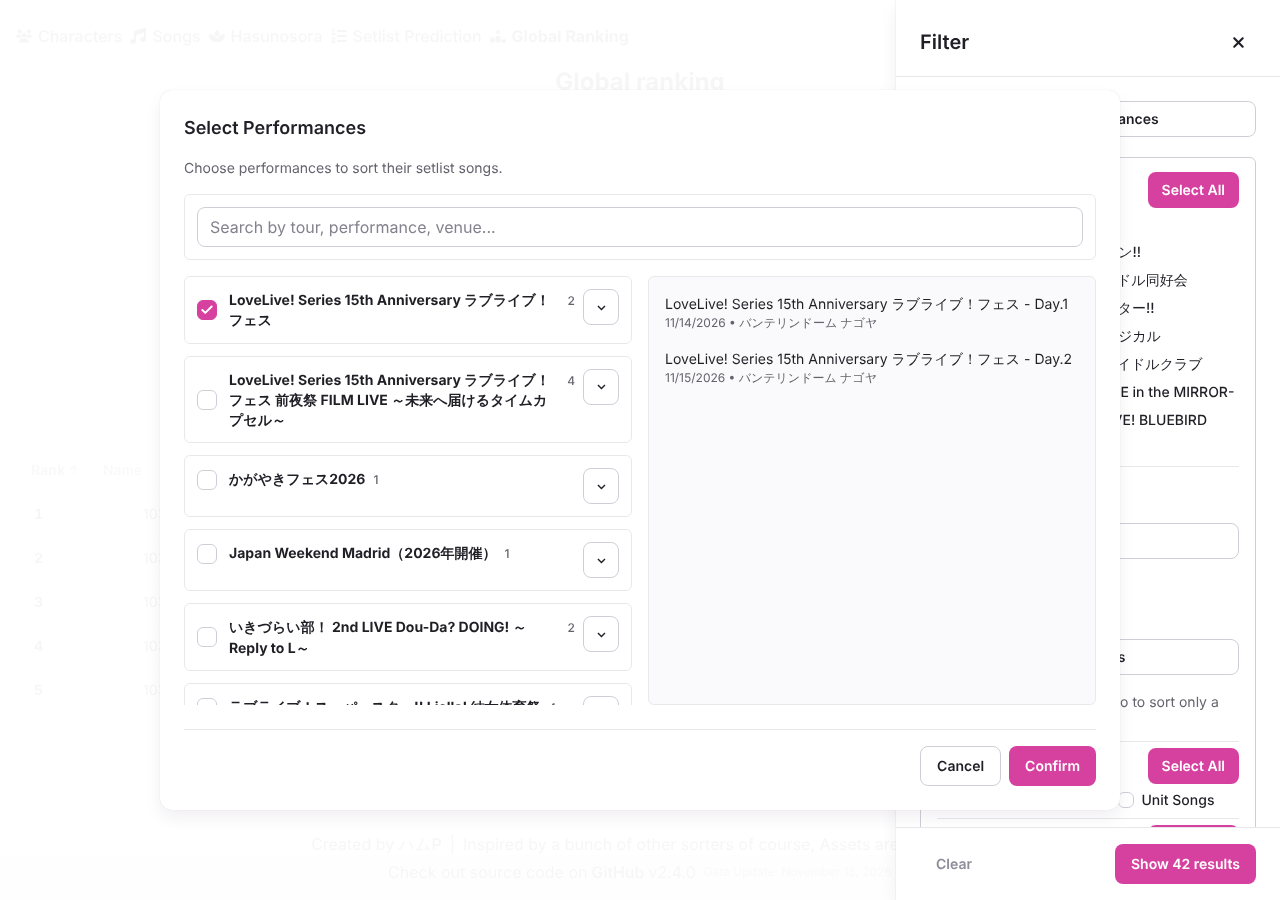 Characters Songs Hasunosora Setlist Prediction Global Ranking
Global ranking
Filter
ances
Select All
Select Performances
Choose performances to sort their setlist songs.
Search by tour, performance, venue...
LoveLive! Series 15th Anniversary ラブライブ！
フェス
2
LoveLive! Series 15th Anniversary ラブライブ！
フェス 前夜祭 FILM LIVE ～未来へ届けるタイムカ
プセル～
4
かがやきフェス2026 1
Japan Weekend Madrid（2026年開催） 1
いきづらい部！ 2nd LIVE Dou-Da? DOING! ～
Reply to L～
2
LoveLive! Series 15th Anniversary ラブライブ！フェス - Day.1
11/14/2026 • バンテリンドーム ナゴヤ
LoveLive! Series 15th Anniversary ラブライブ！フェス - Day.2
11/15/2026 • バンテリンドーム ナゴヤ
Cancel
Confirm
ン!!
ドル同好会
ター!!
ジカル
イドルクラブ
E in the MIRROR-
VE! BLUEBIRD
s
o to sort only a
Select All
Unit Songs
Clear
Show 42 results
Rank Name
1
2
3
4
5
Created by ハムP | Inspired by a bunch of other sorters of course, Assets are
Check out source code on GitHub v2.4.0